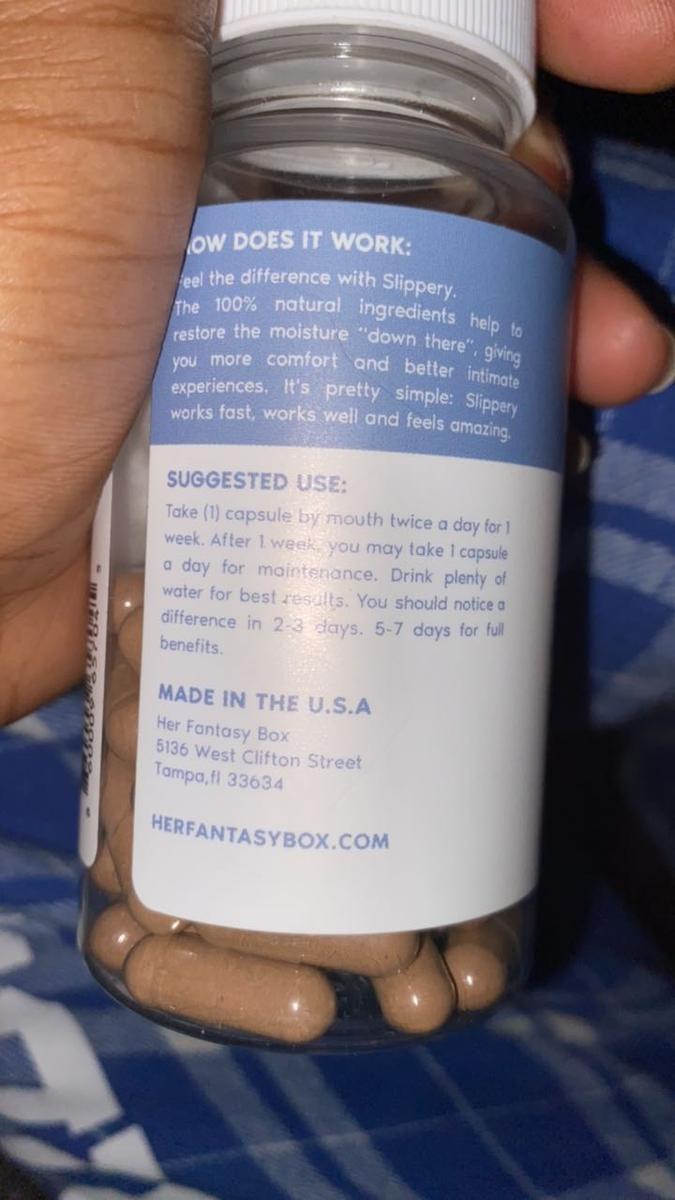 HOW DOES IT WORK:
Feel the difference with Slippery.
The 100% natural ingredients help to
restore the moisture "down there", giving
you more comfort and better intimate
experiences. It's pretty simple: Slippery
works fast, works well and feels amazing.
SUGGESTED USE:
Take (1) capsule by mouth twice a day for 1
week. After 1 week, you may take 1 capsule
a day for maintenance. Drink plenty of
water for best results. You should notice a
difference in 2-3 days. 5-7 days for full
benefits.
MADE IN THE U.S.A
Her Fantasy Box
5136 West Clifton Street
Tampa,fl 33634
HERFANTASYBOX.COM